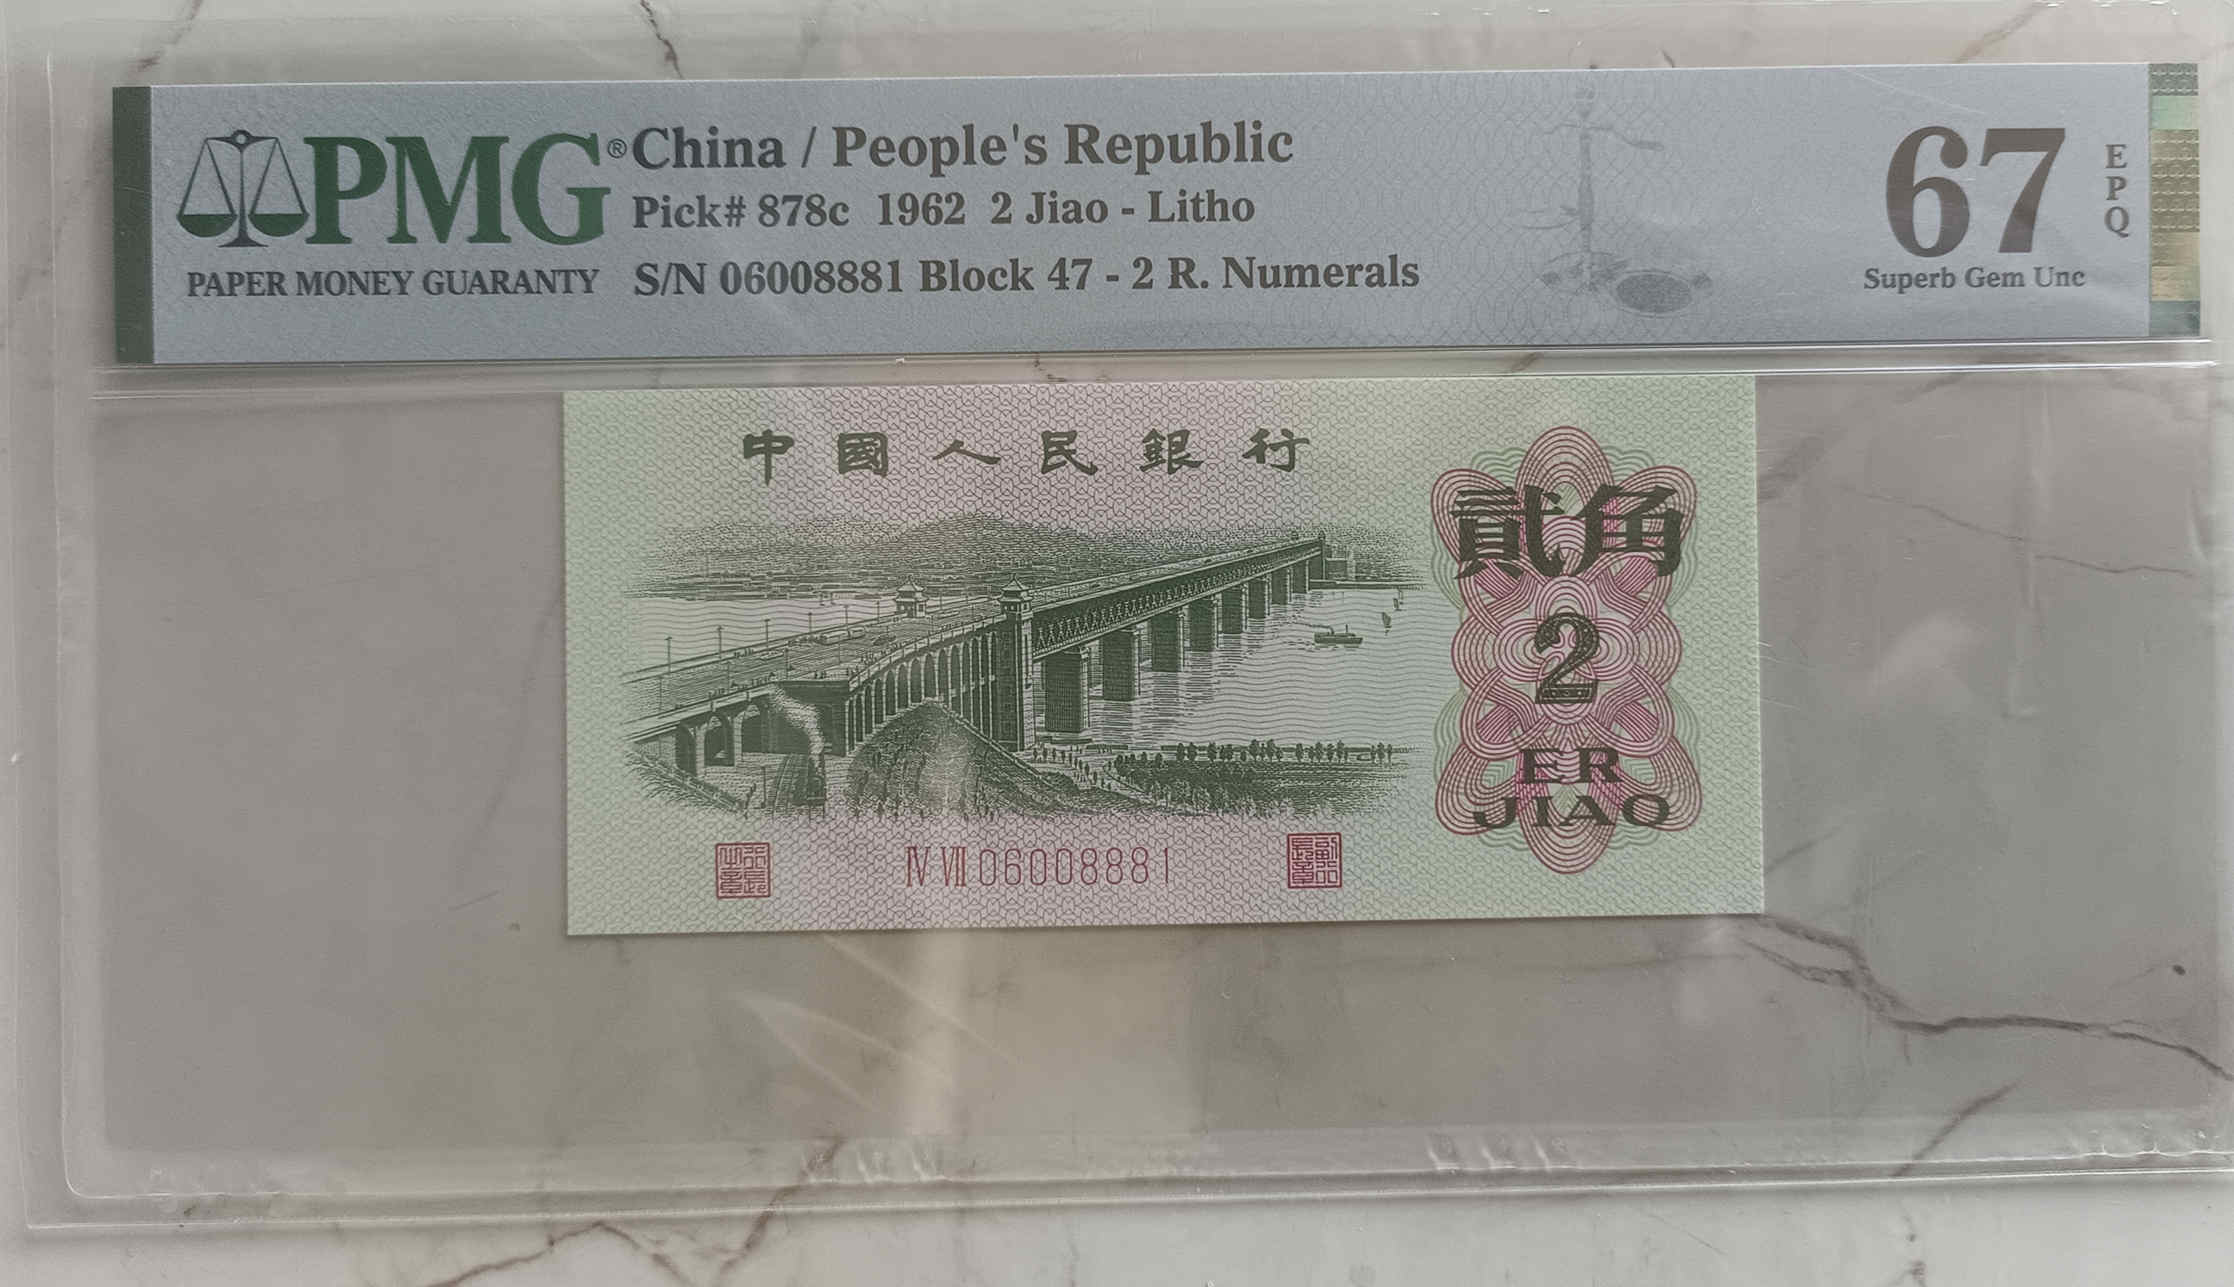 PMG® China / People's Republic 67 EPQ
Pick# 878c 1962 2 Jiao - Litho
PAPER MONEY GUARANTY S/N 06008881 Block 47 - 2 R. Numerals Superb Gem Unc
中國人民銀行
貳角
2
ER
JIAO
IV VII 06008881